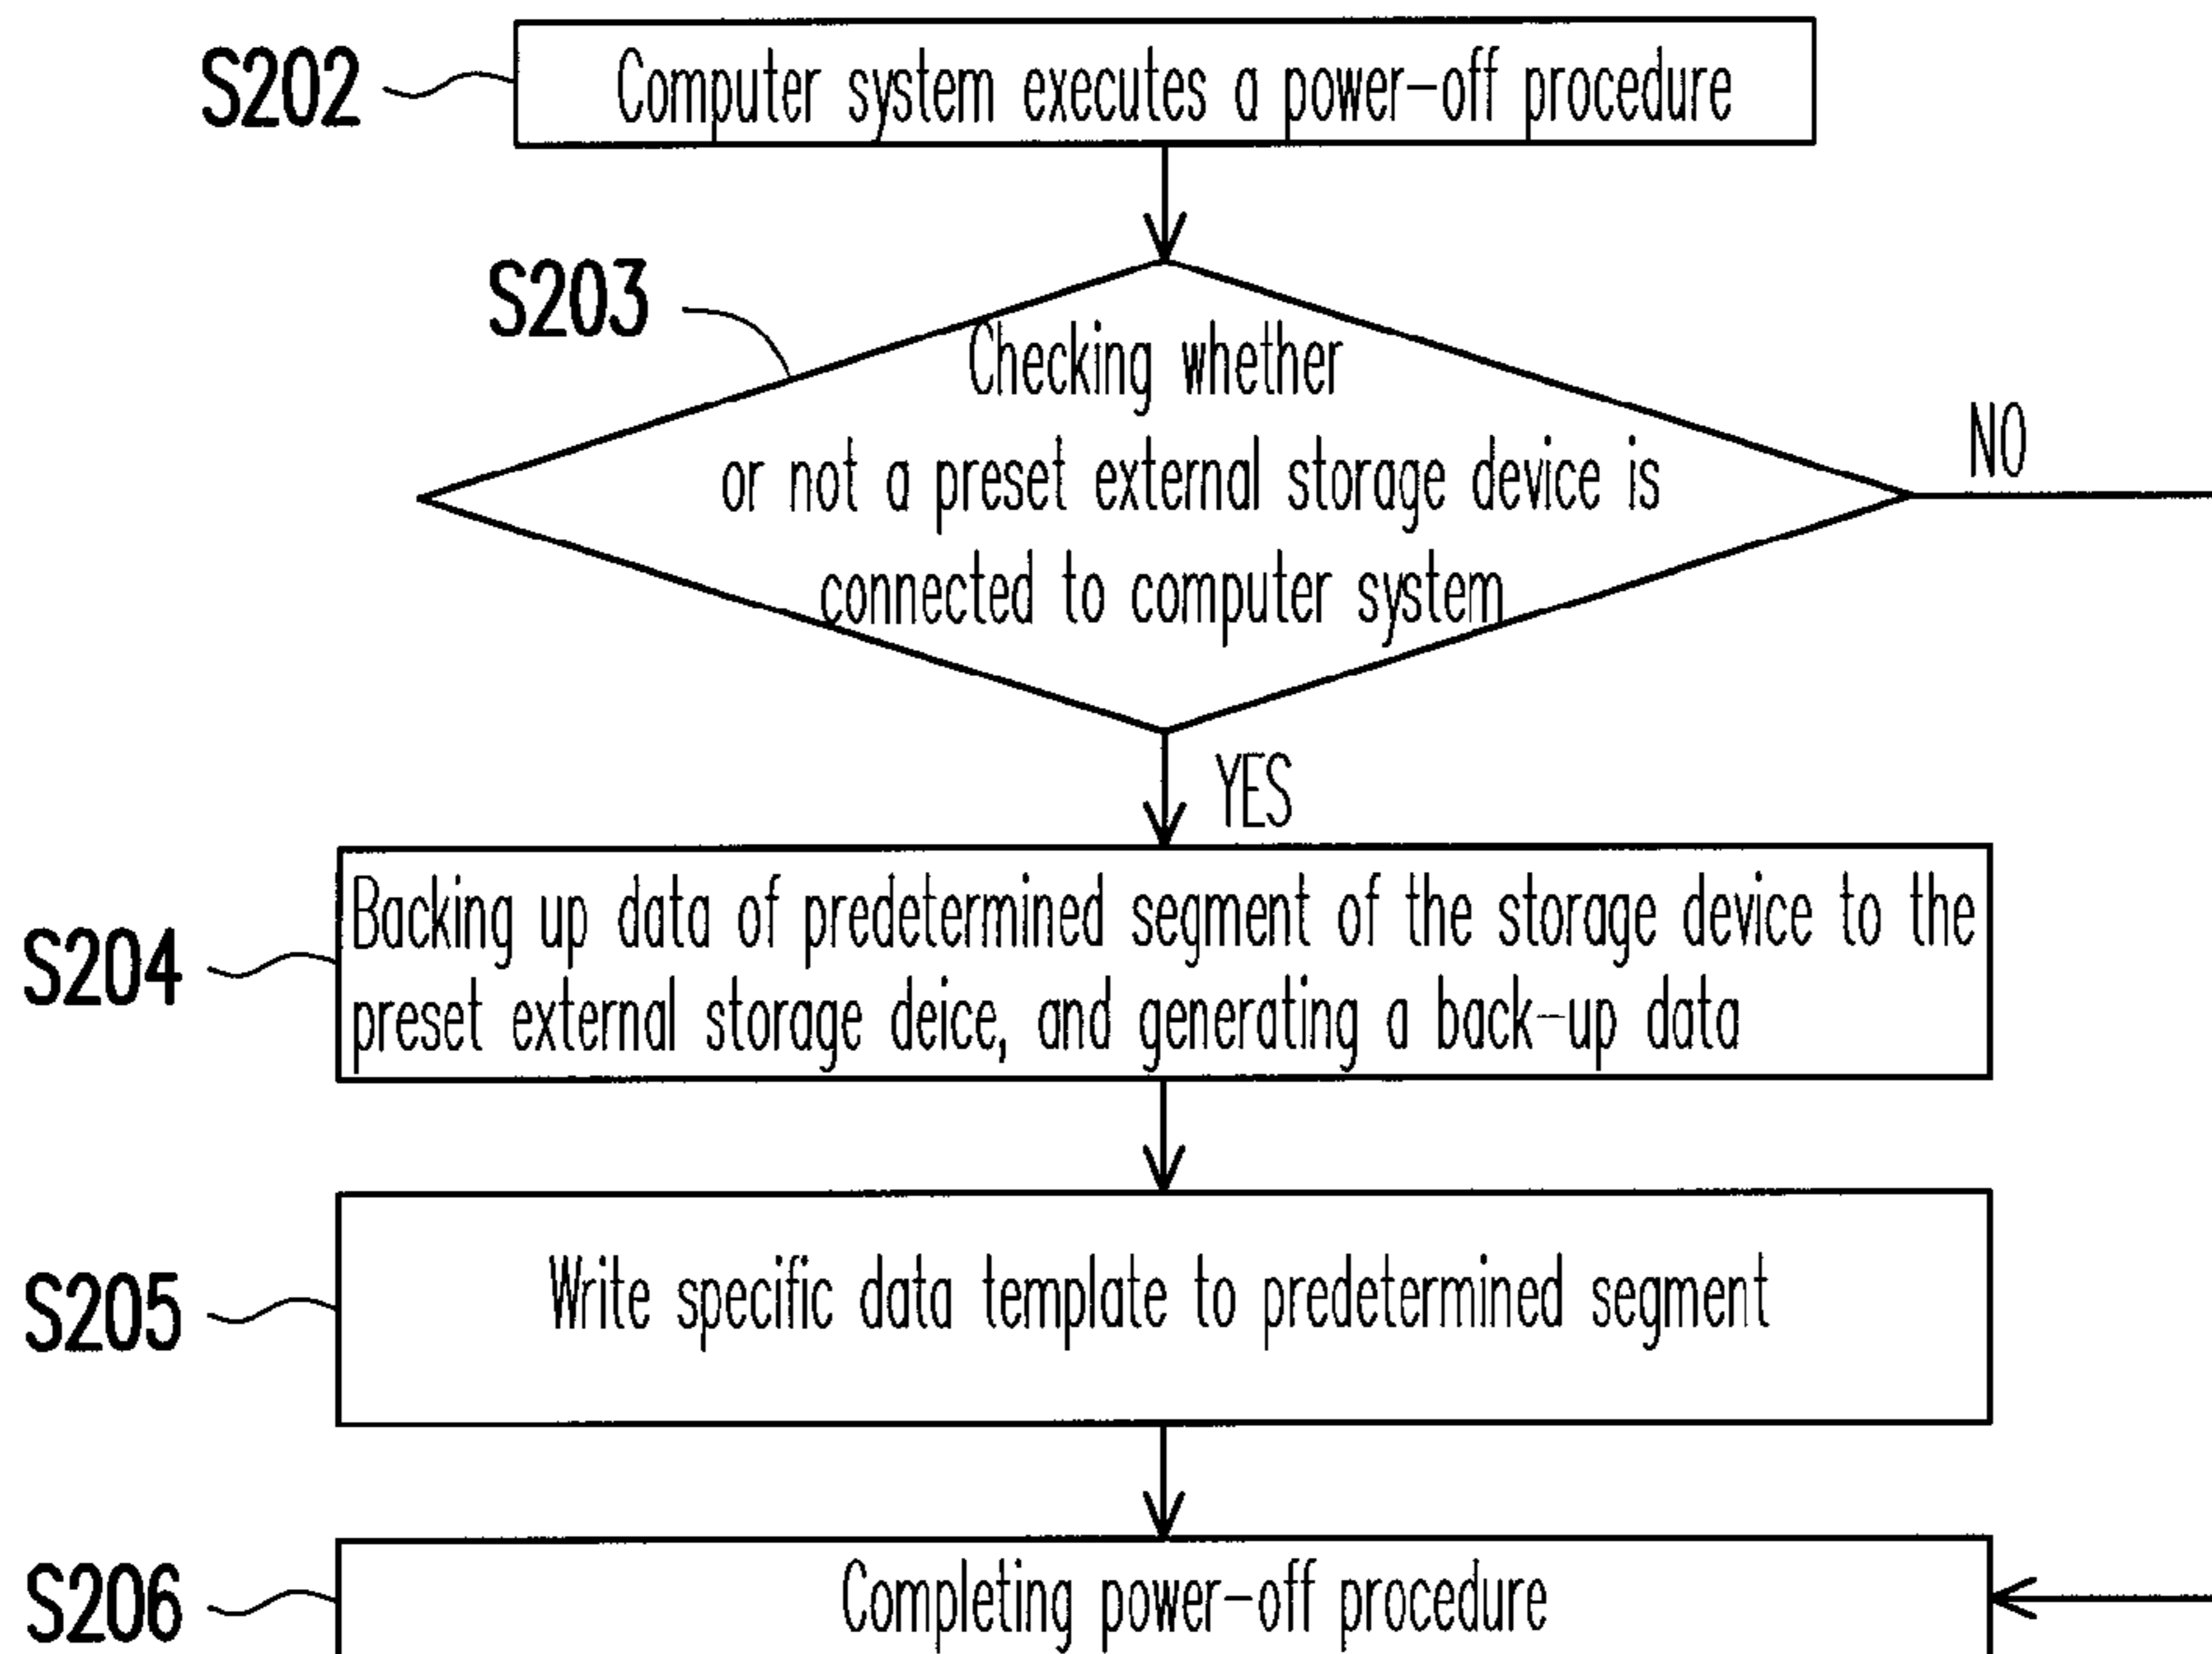 S202
Computer system executes a power-off procedure
S203
Checking whether
or not a preset external storage device is
connected to computer system
NO
YES
S204
Backing up data of predetermined segment of the storage device to the
preset external storage deice, and generating a back-up data
S205
Write specific data template to predetermined segment
S206
Completing power-off procedure